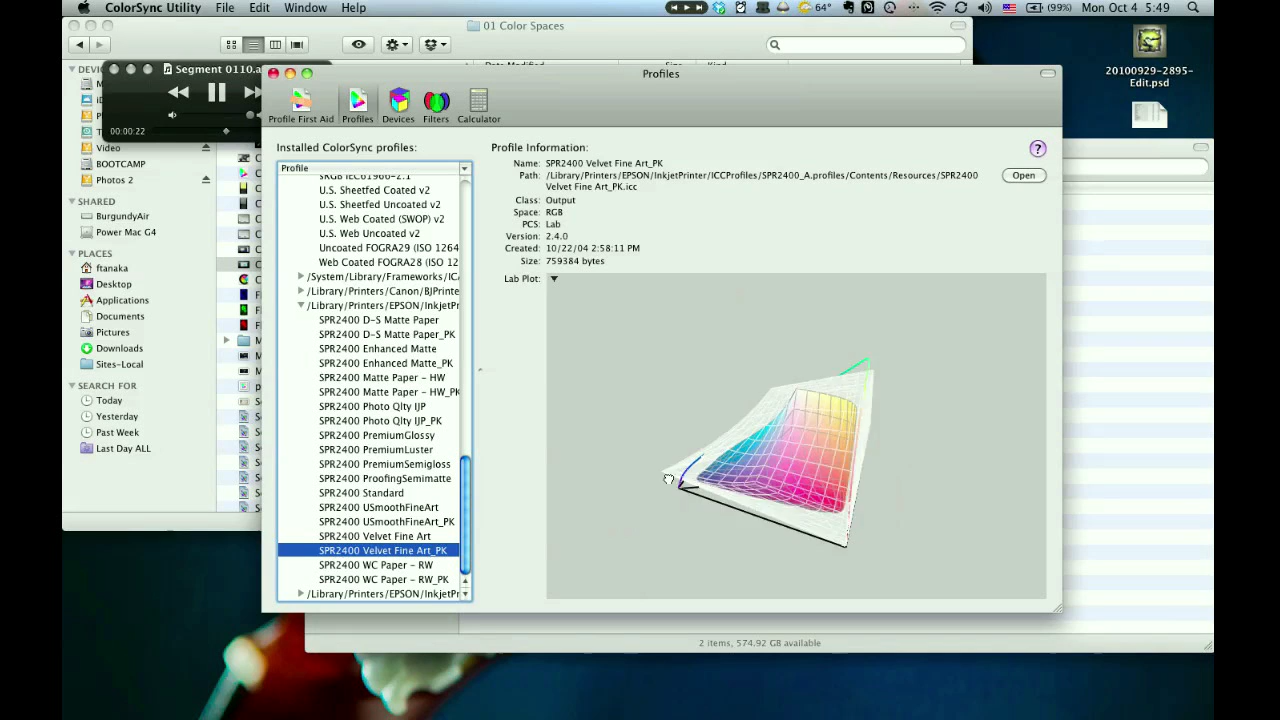 ColorSync Utility File Edit Window Help
64° (99%) Mon Oct 4 5:49
01 Color Spaces
Segment 0110.a
00:00:22
Profiles
Profile First Aid Profiles Devices Filters Calculator
Video
BOOTCAMP
Photos 2
SHARED
BurgundyAir
Power Mac G4
PLACES
ftanaka
Desktop
Applications
Documents
Pictures
Downloads
Sites-Local
SEARCH FOR
Today
Yesterday
Past Week
Last Day ALL
Installed ColorSync profiles:
Profile
sRGB IEC61966-2.1
U.S. Sheetfed Coated v2
U.S. Sheetfed Uncoated v2
U.S. Web Coated (SWOP) v2
U.S. Web Uncoated v2
Uncoated FOGRA29 (ISO 1264
Web Coated FOGRA28 (ISO 12
/System/Library/Frameworks/ICA
/Library/Printers/Canon/BJPrinte
/Library/Printers/EPSON/InkjetPr
SPR2400 D-S Matte Paper
SPR2400 D-S Matte Paper_PK
SPR2400 Enhanced Matte
SPR2400 Enhanced Matte_PK
SPR2400 Matte Paper - HW
SPR2400 Matte Paper - HW_PK
SPR2400 Photo Qlty IJP
SPR2400 Photo Qlty IJP_PK
SPR2400 PremiumGlossy
SPR2400 PremiumLuster
SPR2400 PremiumSemigloss
SPR2400 ProofingSemimatte
SPR2400 Standard
SPR2400 USmoothFineArt
SPR2400 USmoothFineArt_PK
SPR2400 Velvet Fine Art
SPR2400 Velvet Fine Art_PK
SPR2400 WC Paper - RW
SPR2400 WC Paper - RW_PK
/Library/Printers/EPSON/InkjetPr
Profile Information:
Name: SPR2400 Velvet Fine Art_PK
Path: /Library/Printers/EPSON/InkjetPrinter/ICCProfiles/SPR2400_A.profiles/Contents/Resources/SPR2400
Velvet Fine Art_PK.icc
Open
Class: Output
Space: RGB
PCS: Lab
Version: 2.4.0
Created: 10/22/04 2:58:11 PM
Size: 759384 bytes
Lab Plot:
2 items, 574.92 GB available
20100929-2895-
Edit.psd